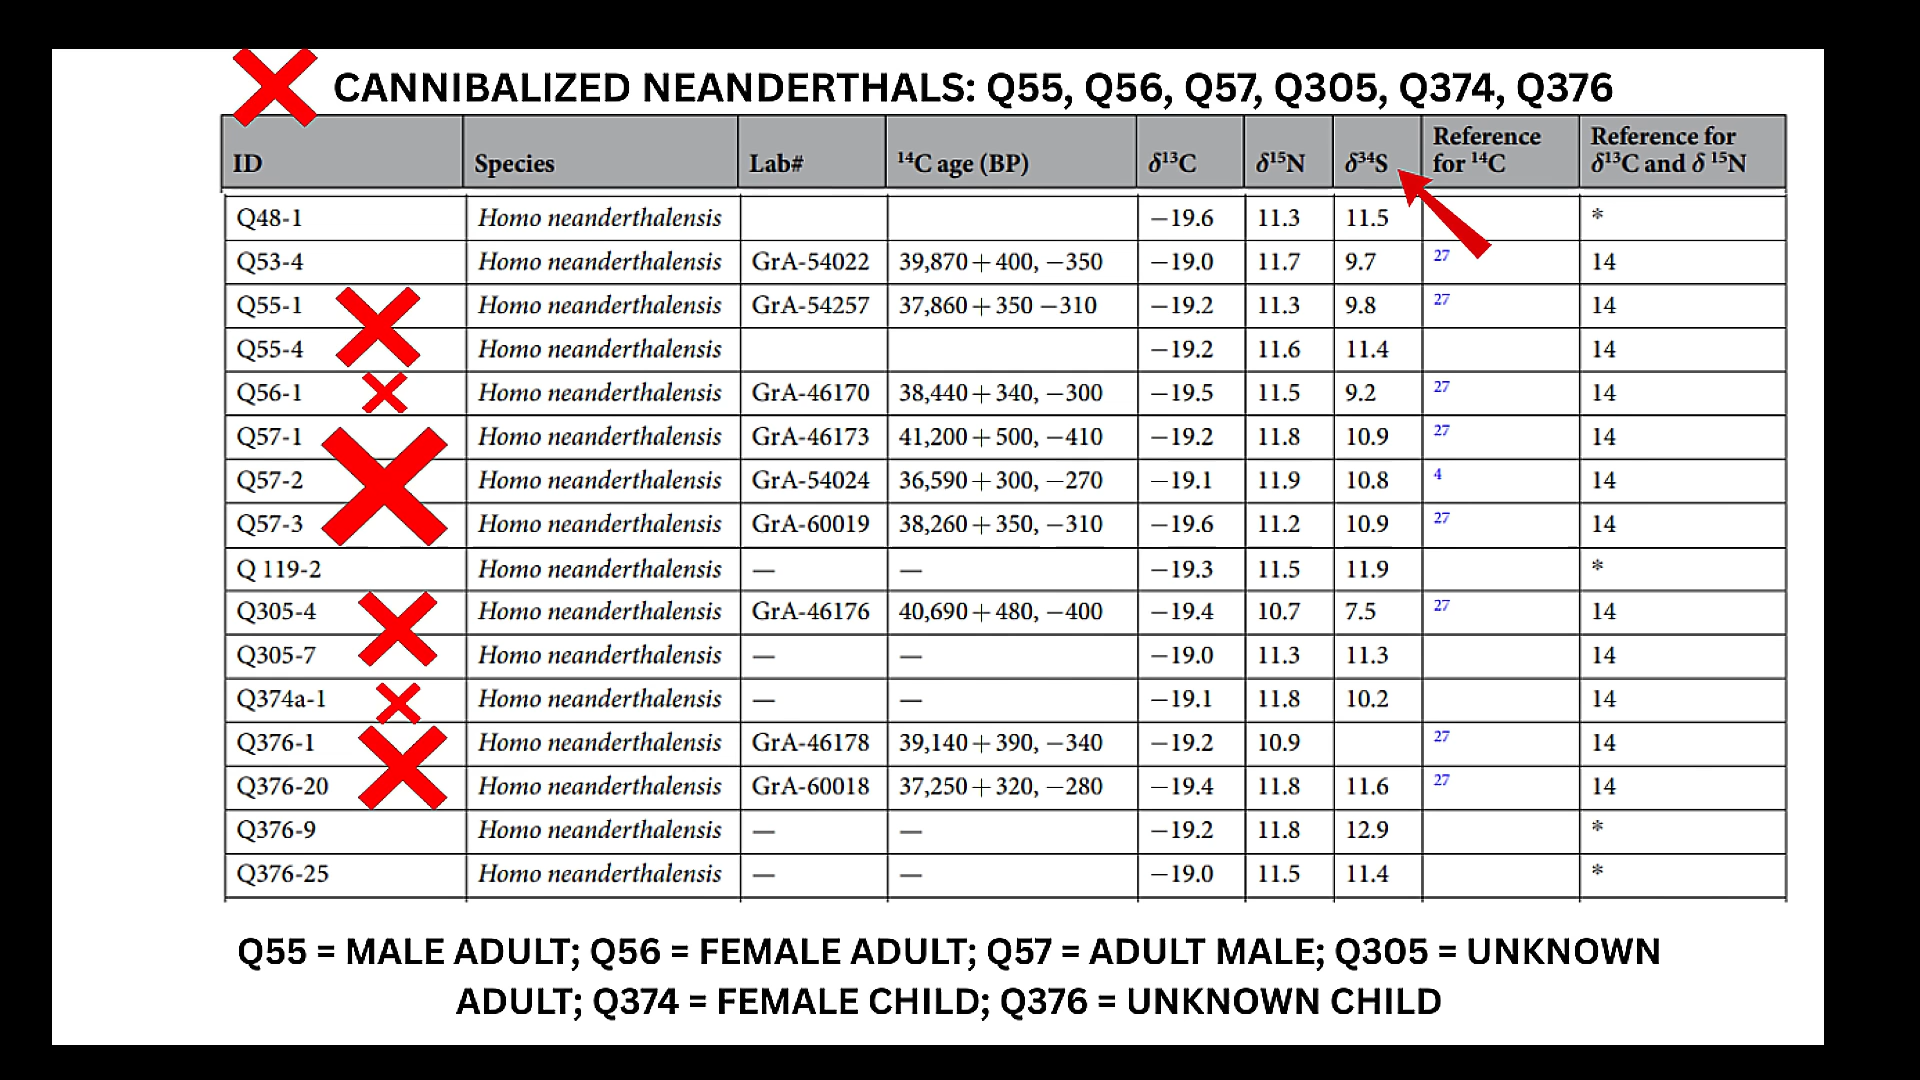 CANNIBALIZED NEANDERTHALS: Q55, Q56, Q57, Q305, Q374, Q376
ID Species Lab# ¹⁴C age (BP) δ¹³C δ¹⁵N δ³⁴S Reference for ¹⁴C Reference for δ¹³C and δ ¹⁵N
Q48-1 Homo neanderthalensis −19.6 11.3 11.5 *
Q53-4 Homo neanderthalensis GrA-54022 39,870 + 400, −350 −19.0 11.7 9.7 27 14
Q55-1 Homo neanderthalensis GrA-54257 37,860 + 350 −310 −19.2 11.3 9.8 27 14
Q55-4 Homo neanderthalensis −19.2 11.6 11.4 14
Q56-1 Homo neanderthalensis GrA-46170 38,440 + 340, −300 −19.5 11.5 9.2 27 14
Q57-1 Homo neanderthalensis GrA-46173 41,200 + 500, −410 −19.2 11.8 10.9 27 14
Q57-2 Homo neanderthalensis GrA-54024 36,590 + 300, −270 −19.1 11.9 10.8 4 14
Q57-3 Homo neanderthalensis GrA-60019 38,260 + 350, −310 −19.6 11.2 10.9 27 14
Q 119-2 Homo neanderthalensis — — −19.3 11.5 11.9 *
Q305-4 Homo neanderthalensis GrA-46176 40,690 + 480, −400 −19.4 10.7 7.5 27 14
Q305-7 Homo neanderthalensis — — −19.0 11.3 11.3 14
Q374a-1 Homo neanderthalensis — — −19.1 11.8 10.2 14
Q376-1 Homo neanderthalensis GrA-46178 39,140 + 390, −340 −19.2 10.9 27 14
Q376-20 Homo neanderthalensis GrA-60018 37,250 + 320, −280 −19.4 11.8 11.6 27 14
Q376-9 Homo neanderthalensis — — −19.2 11.8 12.9 *
Q376-25 Homo neanderthalensis — — −19.0 11.5 11.4 *
Q55 = MALE ADULT; Q56 = FEMALE ADULT; Q57 = ADULT MALE; Q305 = UNKNOWN
ADULT; Q374 = FEMALE CHILD; Q376 = UNKNOWN CHILD